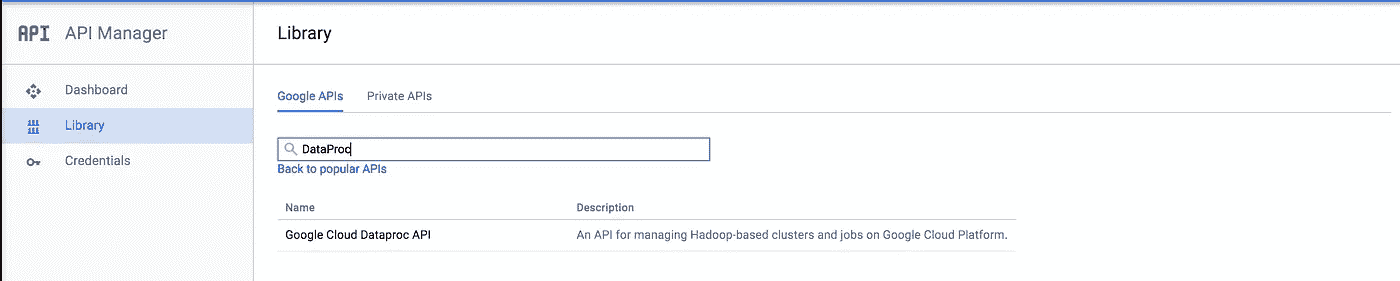 API API Manager
Library
Dashboard
Library
Credentials
Google APIs Private APIs
DataProc
Back to popular APIs
Name Description
Google Cloud Dataproc API An API for managing Hadoop-based clusters and jobs on Google Cloud Platform.